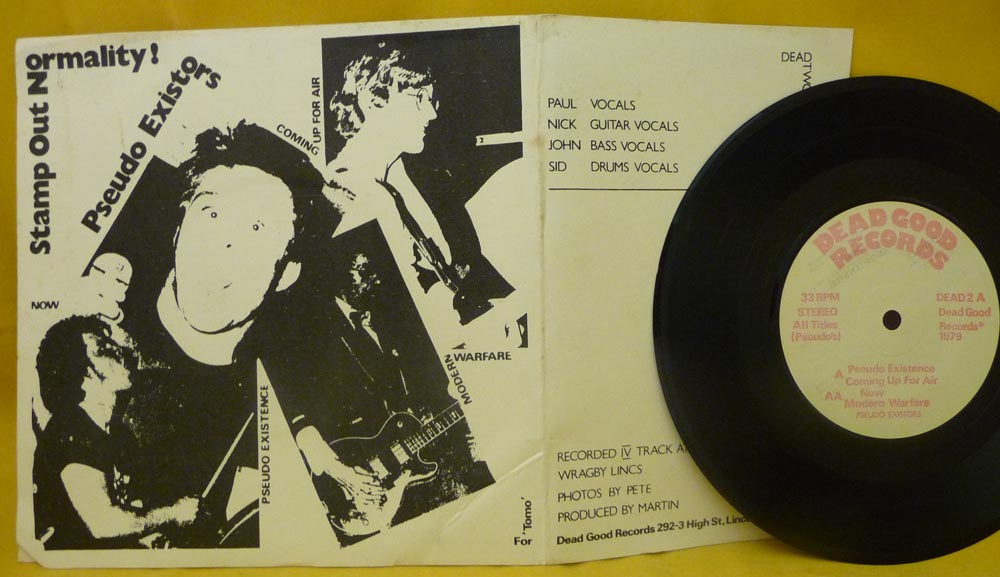 Stamp Out Normality!
Pseudo Existors
COMING UP FOR AIR
NOW
PSEUDO EXISTENCE
MODERN WARFARE
For 'Tomo'
DEAD TWO
PAUL VOCALS
NICK GUITAR VOCALS
JOHN BASS VOCALS
SID DRUMS VOCALS
RECORDED IV TRACK
WRAGBY LINCS
PHOTOS BY PETE
PRODUCED BY MARTIN
Dead Good Records 292-3 High St,
DEAD GOOD
RECORDS
33 RPM
STEREO
All Titles
(Pseudo's)
DEAD 2 A
Dead Good
Records
1979
A Pseudo Existence
Coming Up For Air
Now
AA Modern Warfare
PSEUDO EXISTORS